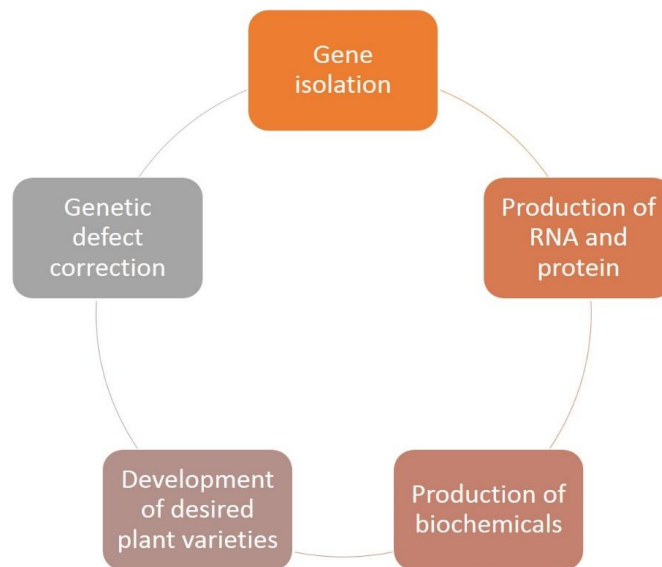 Gene
isolation
Production of
RNA and
protein
Production of
biochemicals
Development
of desired
plant varieties
Genetic
defect
correction